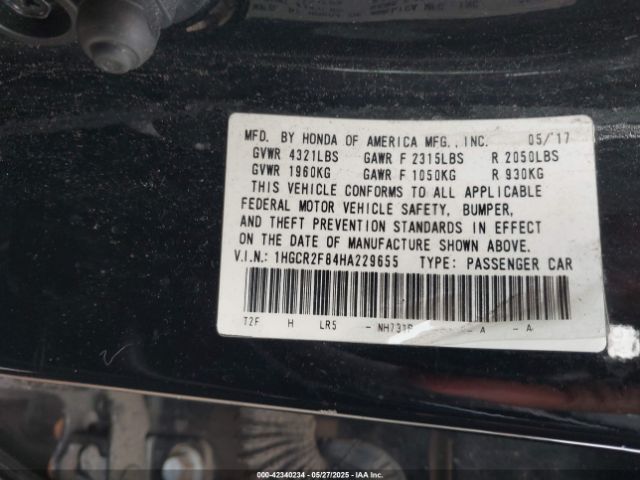 MFD. BY HONDA OF AMERICA MFG., INC. 05/'17
GVWR 4321LBS GAWR F 2315LBS R 2050LBS
GVWR 1960KG GAWR F 1050KG R 930KG
THIS VEHICLE CONFORMS TO ALL APPLICABLE
FEDERAL MOTOR VEHICLE SAFETY, BUMPER,
AND THEFT PREVENTION STANDARDS IN EFFECT
ON THE DATE OF MANUFACTURE SHOWN ABOVE.
V.I.N.: 1HGCR2F84HA229655 TYPE: PASSENGER CAR
T2F H LR5 - A - A
000-42340234 - 05/27/2025 - IAA Inc.